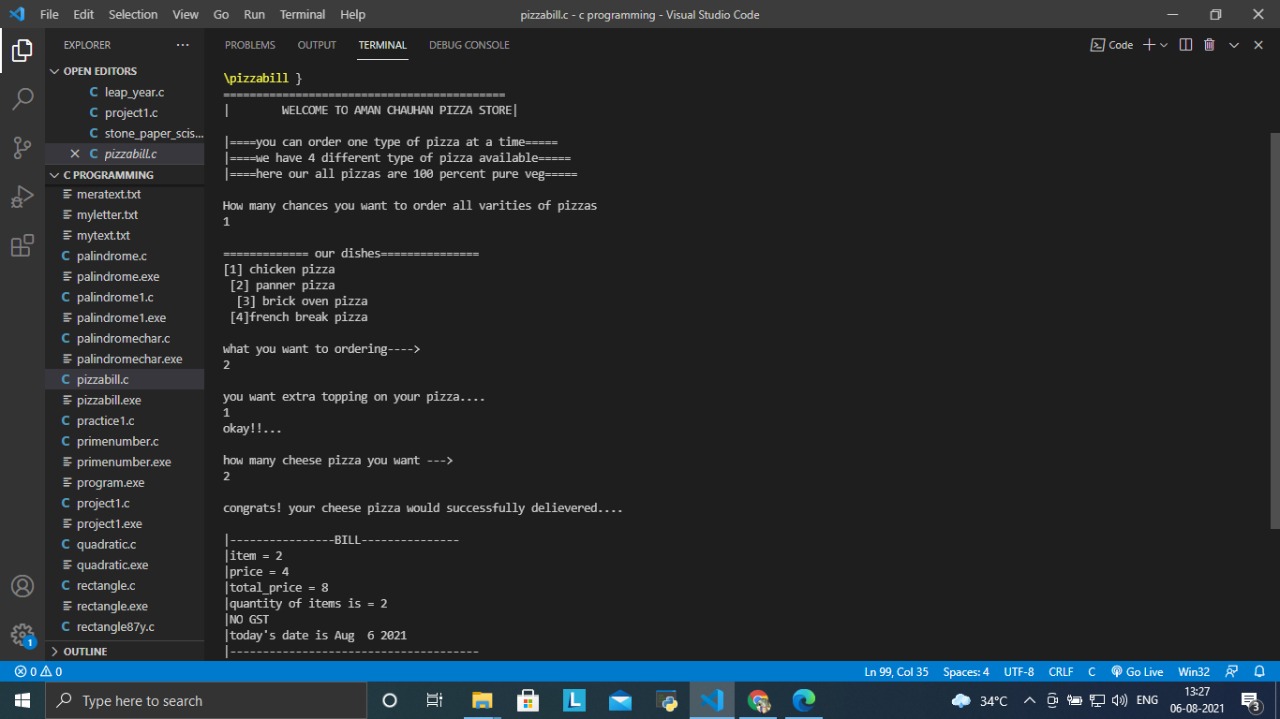 File Edit Selection View Go Run Terminal Help pizzabill.c - c programming - Visual Studio Code
EXPLORER
PROBLEMS OUTPUT TERMINAL DEBUG CONSOLE
Code
OPEN EDITORS
leap_year.c
project1.c
stone_paper_scis...
pizzabill.c
C PROGRAMMING
meratext.txt
myletter.txt
mytext.txt
palindrome.c
palindrome.exe
palindrome1.c
palindrome1.exe
palindromechar.c
palindromechar.exe
pizzabill.c
pizzabill.exe
practice1.c
primenumber.c
primenumber.exe
program.exe
project1.c
project1.exe
quadratic.c
quadratic.exe
rectangle.c
rectangle.exe
rectangle87y.c
OUTLINE
\pizzabill }
===========================================
| WELCOME TO AMAN CHAUHAN PIZZA STORE|
|====you can order one type of pizza at a time=====
|====we have 4 different type of pizza available=====
|====here our all pizzas are 100 percent pure veg=====
How many chances you want to order all varities of pizzas
1
============= our dishes===============
[1] chicken pizza
[2] panner pizza
[3] brick oven pizza
[4]french break pizza
what you want to ordering---->
2
you want extra topping on your pizza....
1
okay!!...
how many cheese pizza you want --->
2
congrats! your cheese pizza would successfully delievered....
|----------------BILL---------------
|item = 2
|price = 4
|total_price = 8
|quantity of items is = 2
|NO GST
|today's date is Aug  6 2021
|--------------------------------------
0 0 Ln 99, Col 35 Spaces: 4 UTF-8 CRLF C Go Live Win32
Type here to search
34°C ENG 13:27
06-08-2021
3